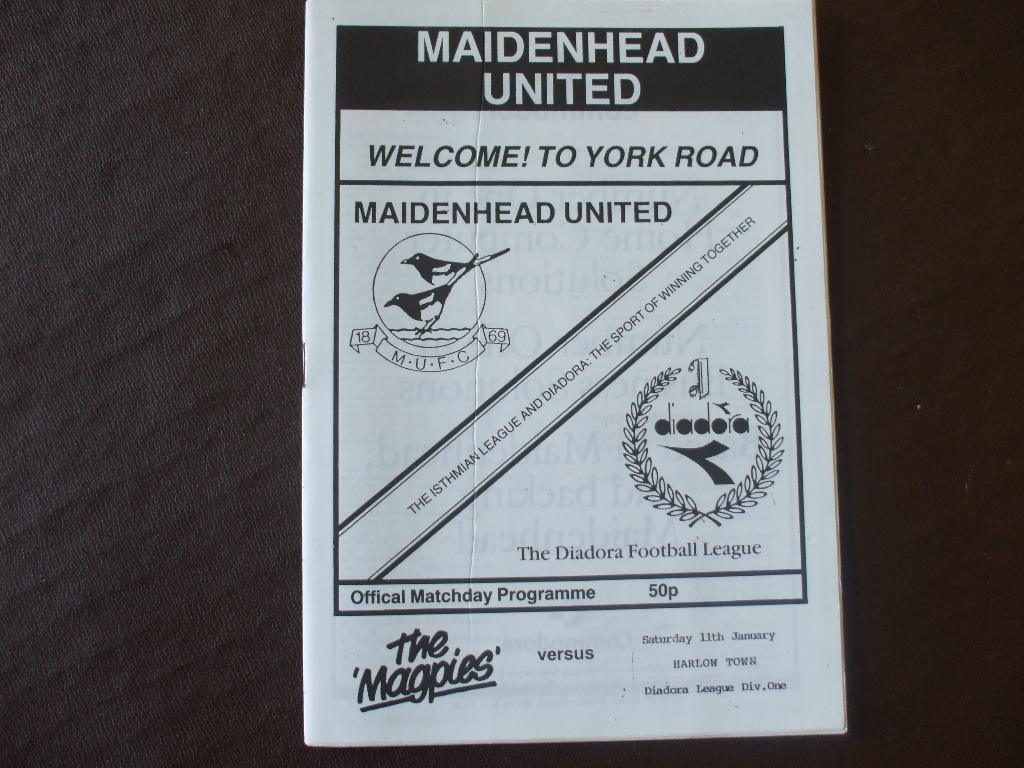 MAIDENHEAD
UNITED
WELCOME! TO YORK ROAD
MAIDENHEAD UNITED
18 69
M·U·F·C
THE ISTHMIAN LEAGUE AND DIADORA: THE SPORT OF WINNING TOGETHER
diadora
The Diadora Football League
Offical Matchday Programme 50p
The
'Magpies'
versus
Saturday 11th January
HARLOW TOWN
Diadora League Div.One